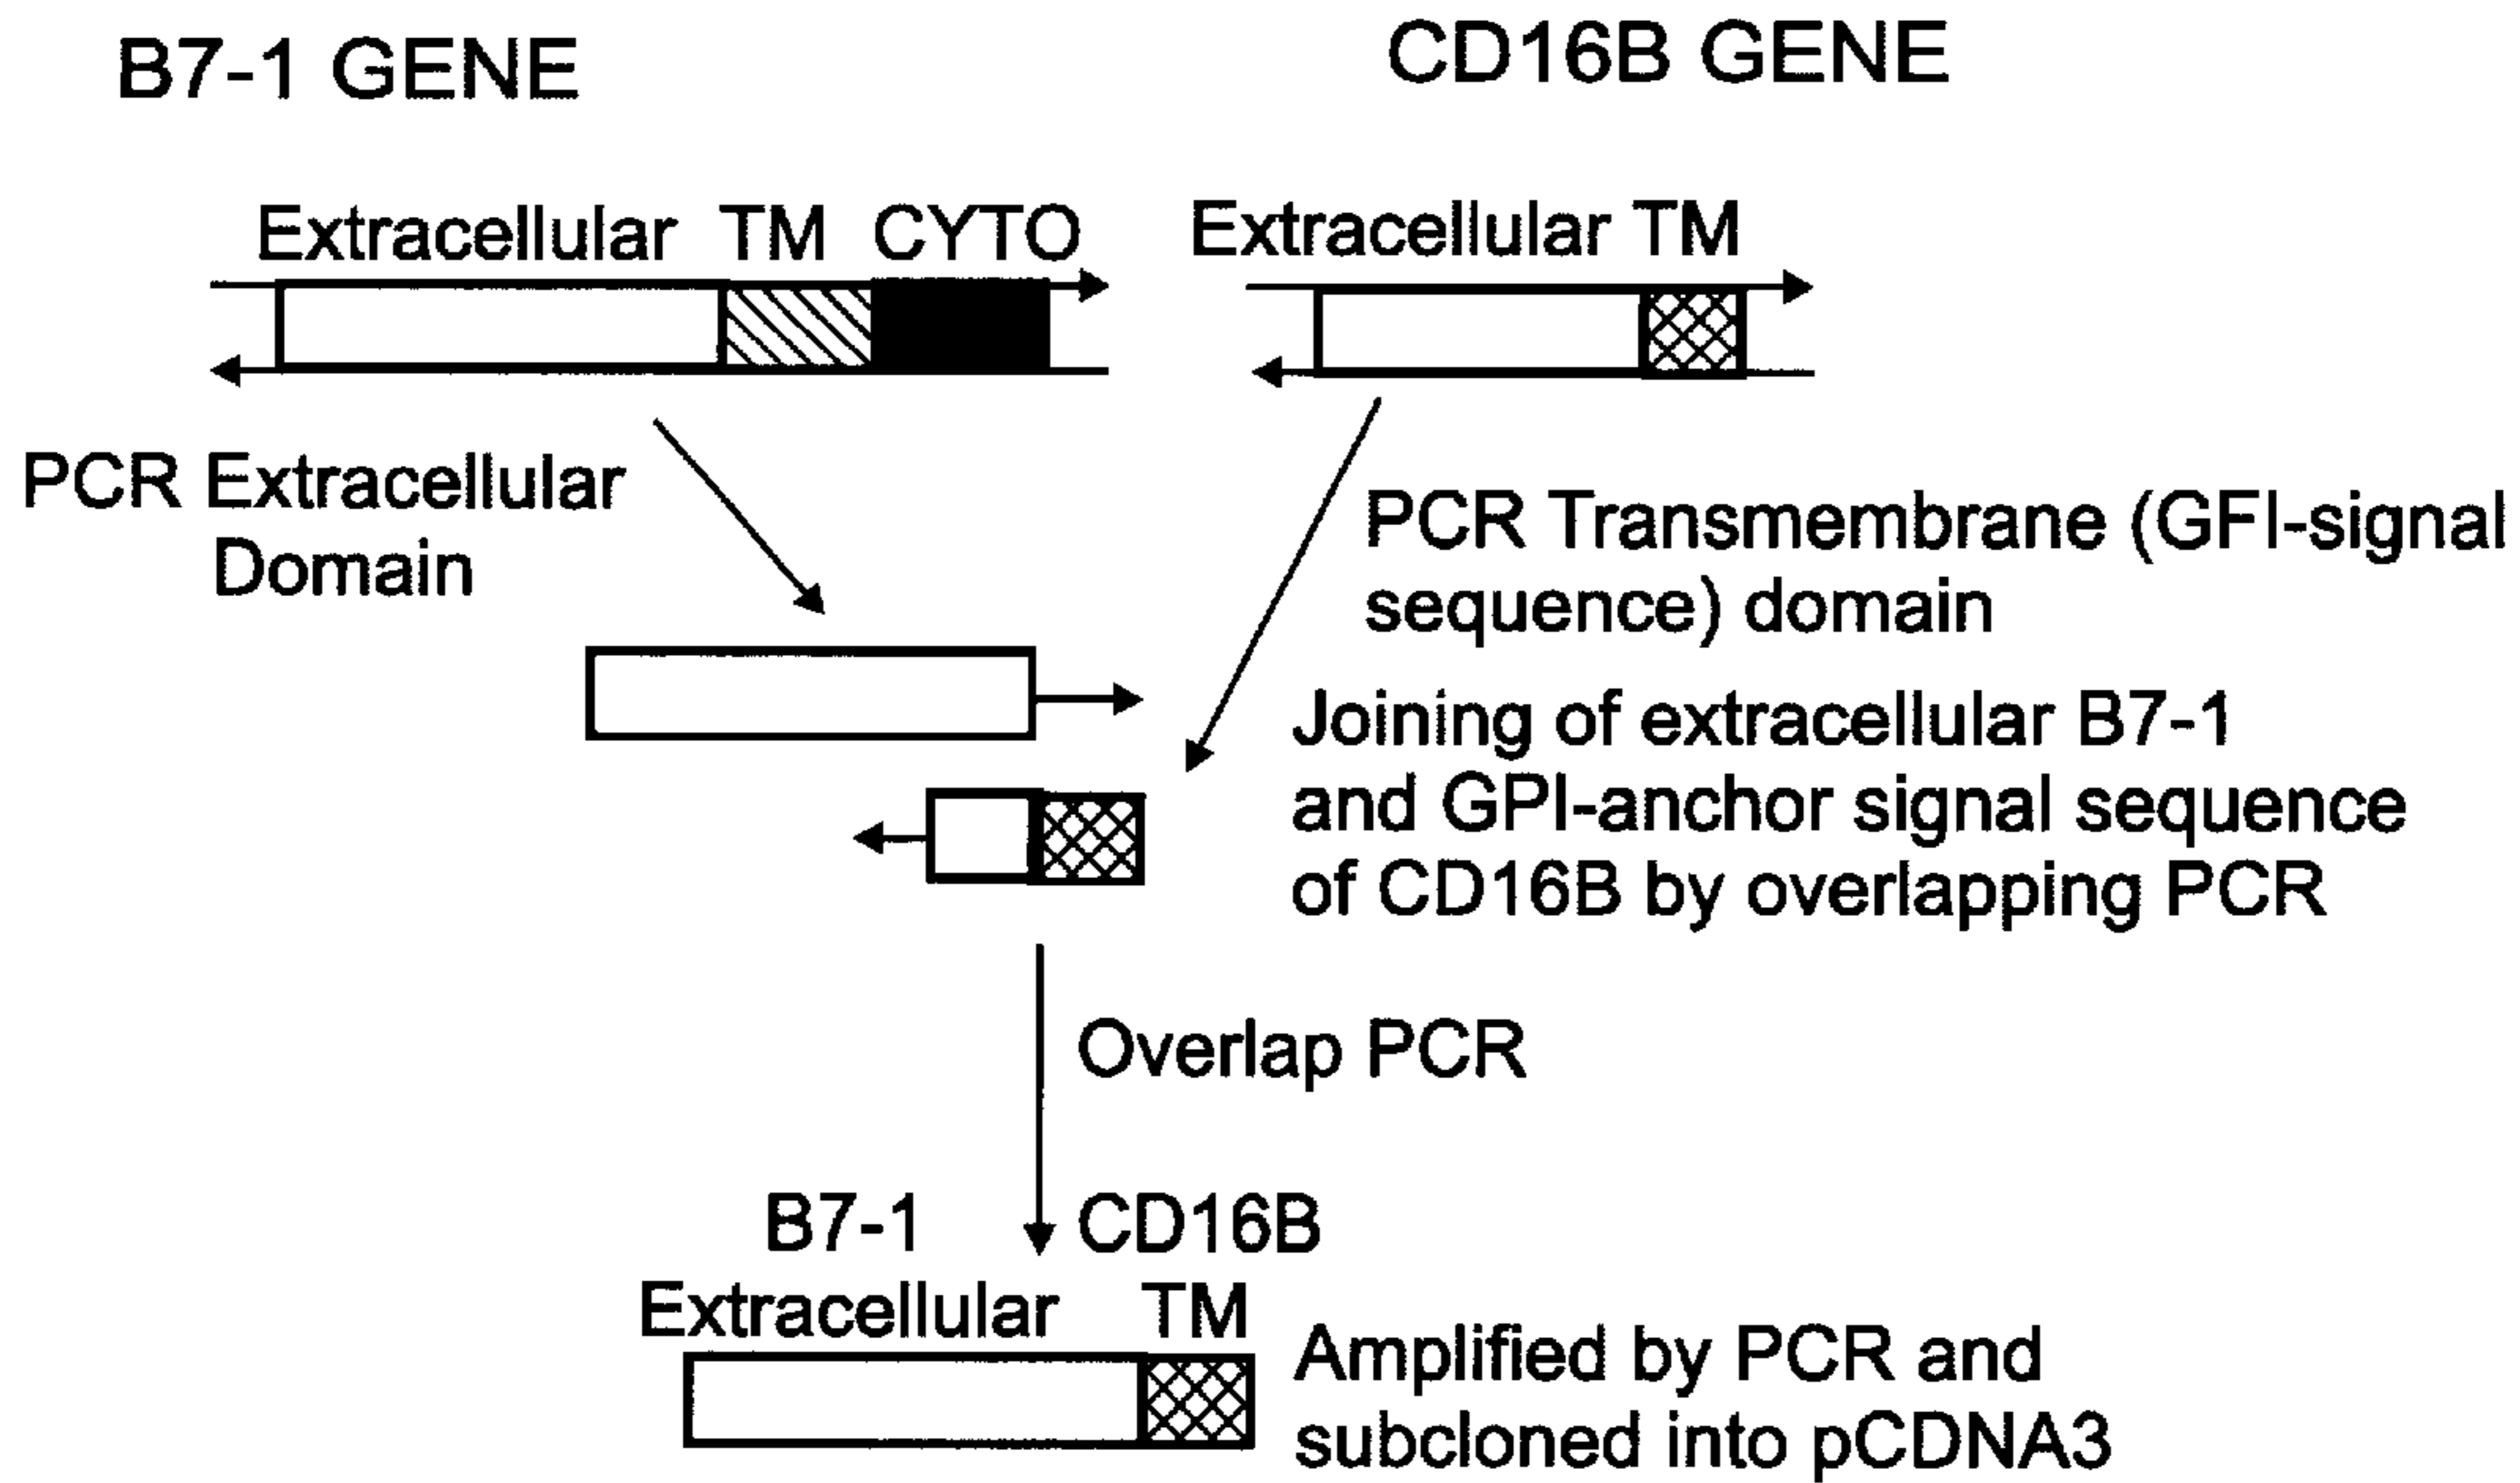 B7-1 GENE
CD16B GENE
Extracellular TM CYTO
Extracellular TM
PCR Extracellular
Domain
PCR Transmembrane (GFI-signal
sequence) domain
Joining of extracellular B7-1
and GPI-anchor signal sequence
of CD16B by overlapping PCR
Overlap PCR
B7-1 CD16B
Extracellular TM
Amplified by PCR and
subcloned into pCDNA3